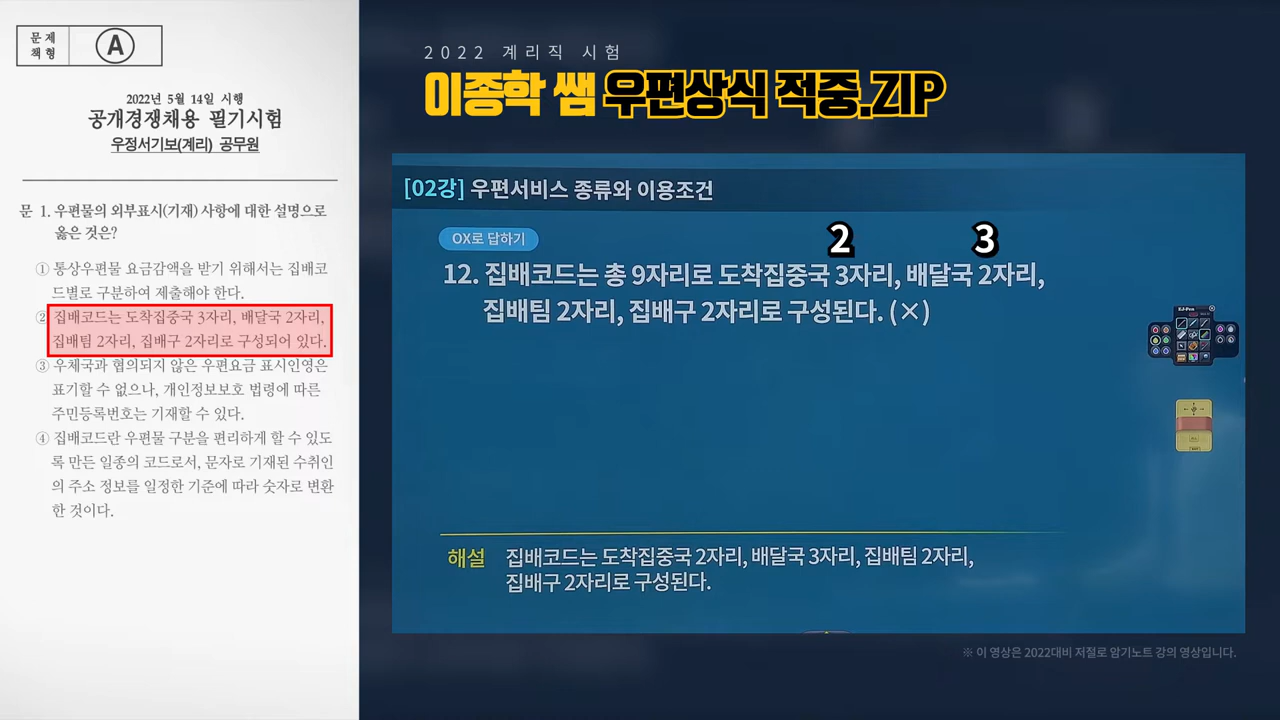 문 제
책 형
A
2022년 5월 14일 시행
공개경쟁채용 필기시험
우정서기보(계리) 공무원
문 1. 우편물의 외부표시(기재) 사항에 대한 설명으로
옳은 것은?
① 통상우편물 요금감액을 받기 위해서는 집배코
드별로 구분하여 제출해야 한다.
② 집배코드는 도착집중국 3자리, 배달국 2자리,
집배팀 2자리, 집배구 2자리로 구성되어 있다.
③ 우체국과 협의되지 않은 우편요금 표시인영은
표기할 수 없으나, 개인정보보호 법령에 따른
주민등록번호는 기재할 수 있다.
④ 집배코드란 우편물 구분을 편리하게 할 수 있도
록 만든 일종의 코드로서, 문자로 기재된 수취인
의 주소 정보를 일정한 기준에 따라 숫자로 변환
한 것이다.
2022 계리직 시험
이종학 쌤 우편상식 적중.ZIP
[02강] 우편서비스 종류와 이용조건
OX로 답하기
2 3
12. 집배코드는 총 9자리로 도착집중국 3자리, 배달국 2자리,
집배팀 2자리, 집배구 2자리로 구성된다. (×)
해설 집배코드는 도착집중국 2자리, 배달국 3자리, 집배팀 2자리,
집배구 2자리로 구성된다.
※ 이 영상은 2022대비 저절로 암기노트 강의 영상입니다.